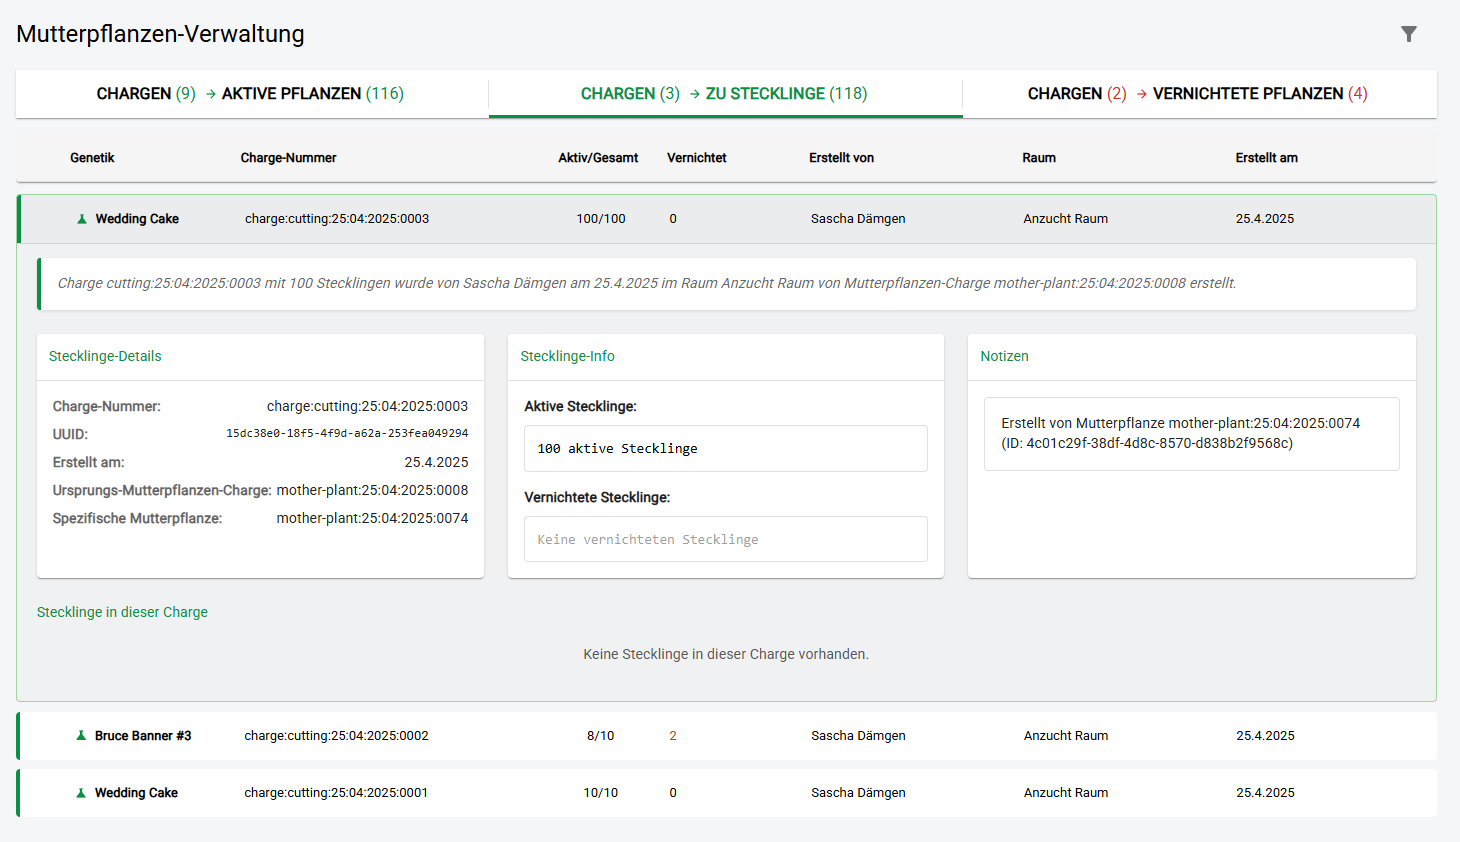 Mutterpflanzen-Verwaltung
CHARGEN (9) → AKTIVE PFLANZEN (116)
CHARGEN (3) → ZU STECKLINGE (118)
CHARGEN (2) → VERNICHTETE PFLANZEN (4)
Genetik Charge-Nummer Aktiv/Gesamt Vernichtet Erstellt von Raum Erstellt am
Wedding Cake charge:cutting:25:04:2025:0003 100/100 0 Sascha Dämgen Anzucht Raum 25.4.2025
Charge cutting:25:04:2025:0003 mit 100 Stecklingen wurde von Sascha Dämgen am 25.4.2025 im Raum Anzucht Raum von Mutterpflanzen-Charge mother-plant:25:04:2025:0008 erstellt.
Stecklinge-Details
Charge-Nummer: charge:cutting:25:04:2025:0003
UUID: 15dc38e0-18f5-4f9d-a62a-253fea049294
Erstellt am: 25.4.2025
Ursprungs-Mutterpflanzen-Charge: mother-plant:25:04:2025:0008
Spezifische Mutterpflanze: mother-plant:25:04:2025:0074
Stecklinge-Info
Aktive Stecklinge:
100 aktive Stecklinge
Vernichtete Stecklinge:
Keine vernichteten Stecklinge
Notizen
Erstellt von Mutterpflanze mother-plant:25:04:2025:0074
(ID: 4c01c29f-38df-4d8c-8570-d838b2f9568c)
Stecklinge in dieser Charge
Keine Stecklinge in dieser Charge vorhanden.
Bruce Banner #3 charge:cutting:25:04:2025:0002 8/10 2 Sascha Dämgen Anzucht Raum 25.4.2025
Wedding Cake charge:cutting:25:04:2025:0001 10/10 0 Sascha Dämgen Anzucht Raum 25.4.2025